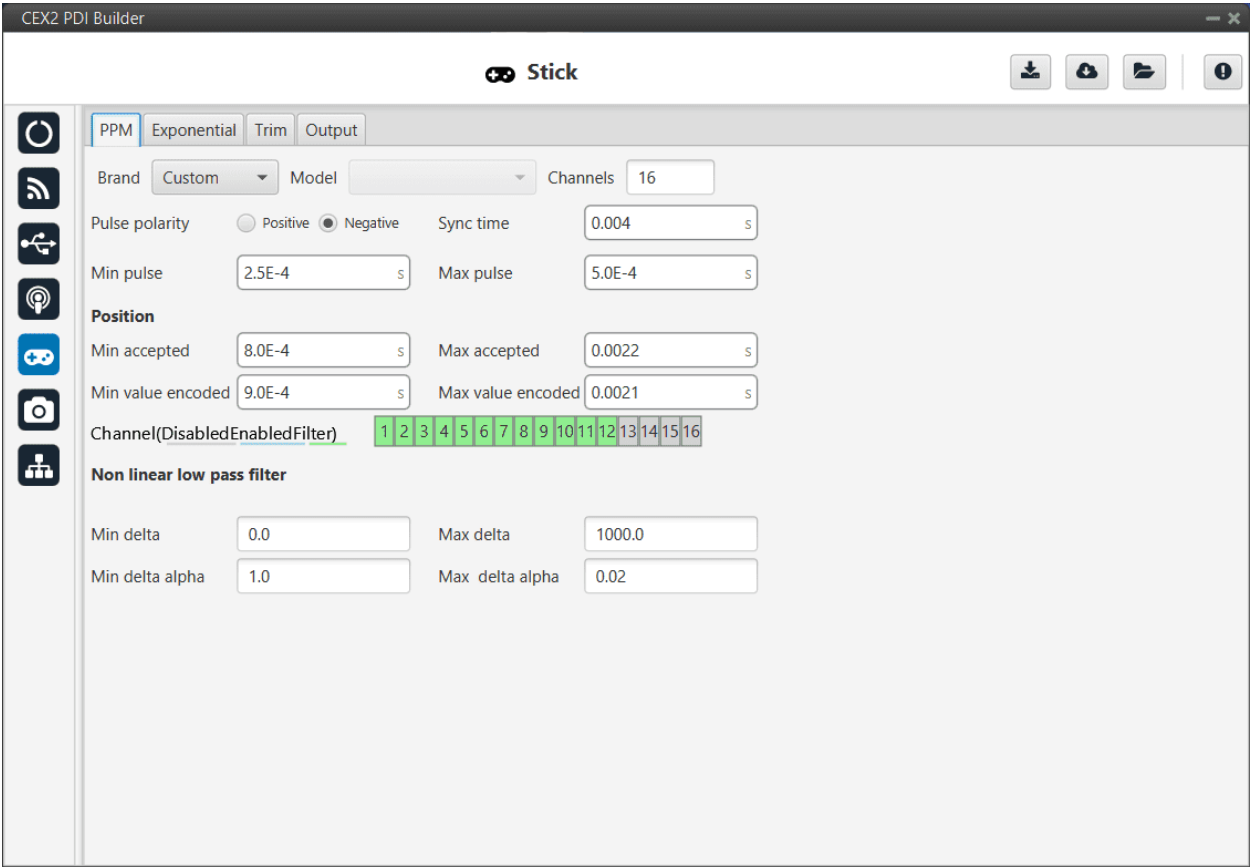 CEX2 PDI Builder
Stick
PPM Exponential Trim Output
Brand Custom Model Channels 16
Pulse polarity Positive Negative Sync time 0.004 s
Min pulse 2.5E-4 s Max pulse 5.0E-4 s
Position
Min accepted 8.0E-4 s Max accepted 0.0022 s
Min value encoded 9.0E-4 s Max value encoded 0.0021 s
Channel(DisabledEnabledFilter) 1 2 3 4 5 6 7 8 9 10 11 12 13 14 15 16
Non linear low pass filter
Min delta 0.0 Max delta 1000.0
Min delta alpha 1.0 Max delta alpha 0.02